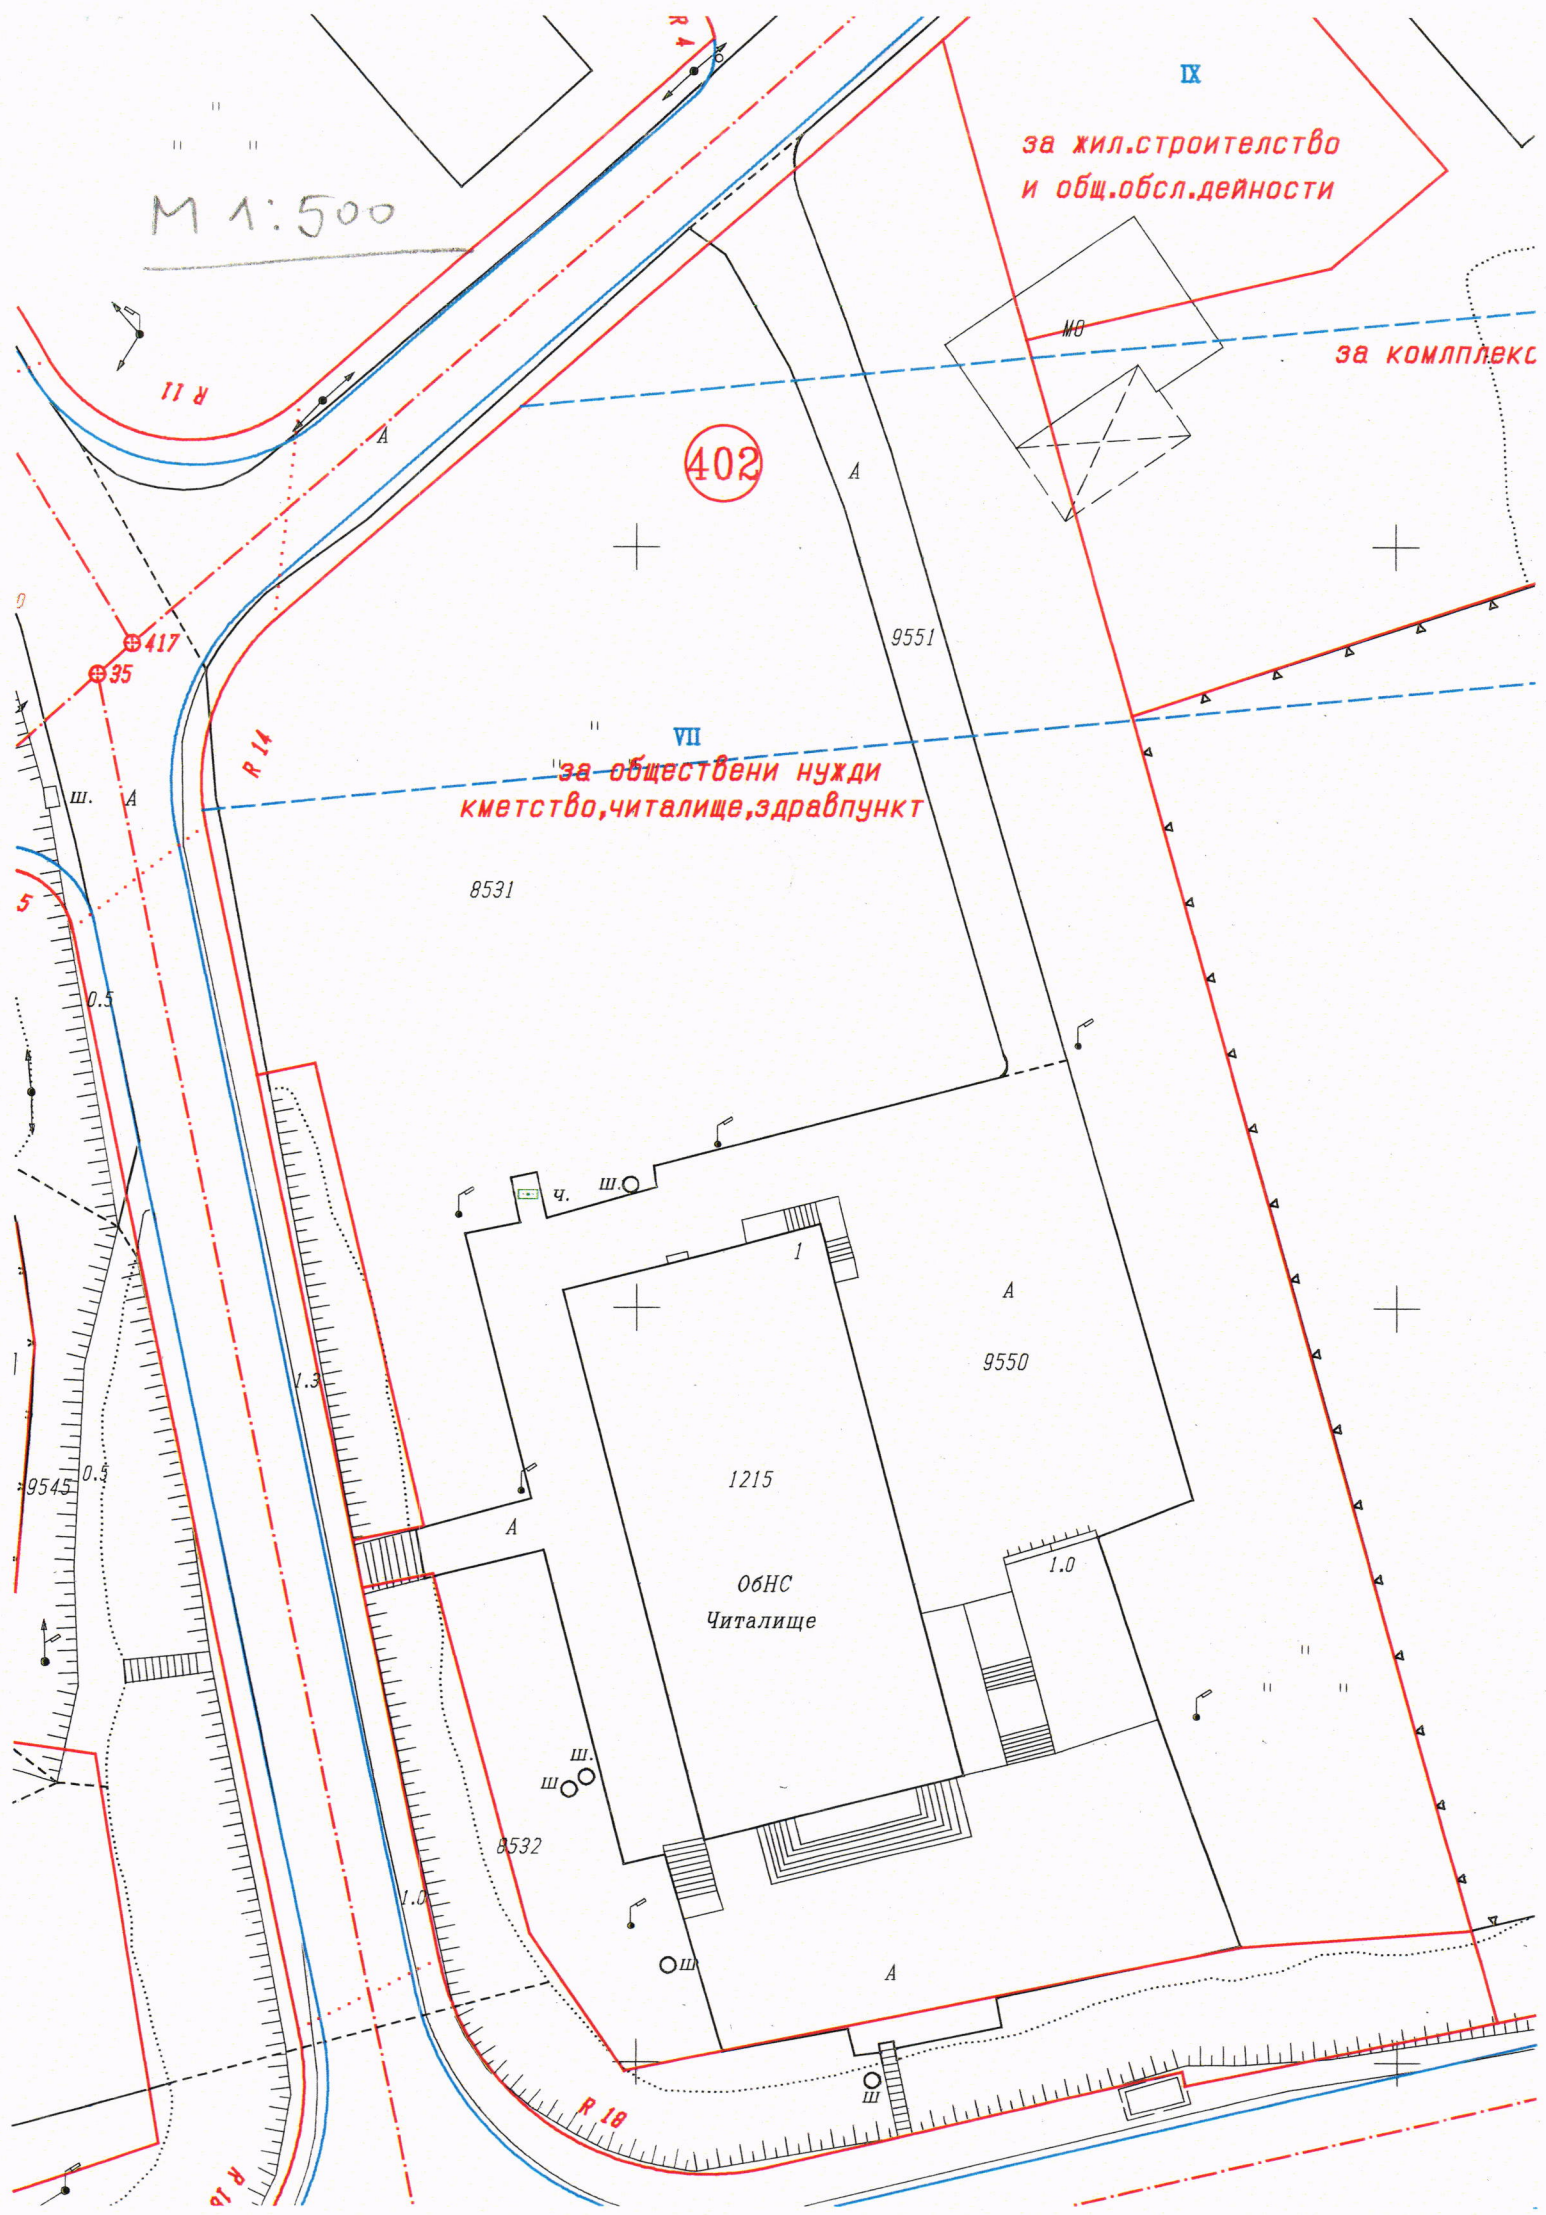 R 4
IX
за жил.строителство
и общ.обсл.дейности
М 1:500
МО
за комлплекс
R 11
А
402
А
9551
417
35
R 14
VII
за обществени нужди
кметство,читалище,здравпункт
ш.
А
8531
5
0.5
ч.
ш.
1
А
9550
1.3
0.5
9545
1215
А
1.0
ОбНС
Читалище
ш.
ш
8532
1.0
ш
А
ш
R 18
R 18